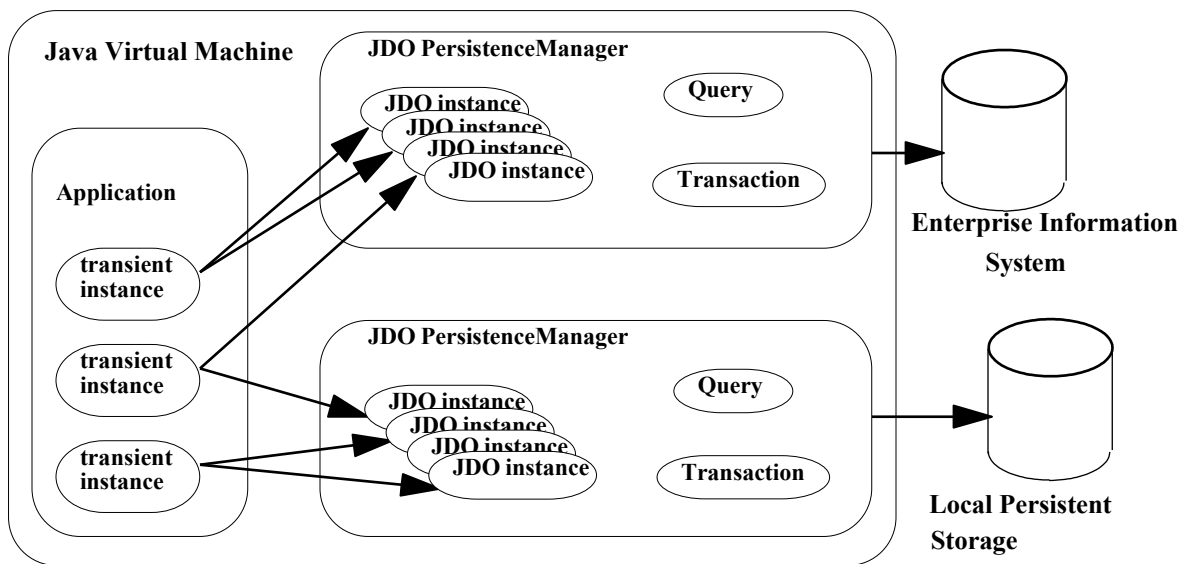 Java Virtual Machine
JDO PersistenceManager
JDO instance
JDO instance
JDO instance
JDO instance
Query
Transaction
Application
transient
instance
transient
instance
transient
instance
Enterprise Information
System
JDO PersistenceManager
JDO instance
JDO instance
JDO instance
JDO instance
Query
Transaction
Local Persistent
Storage